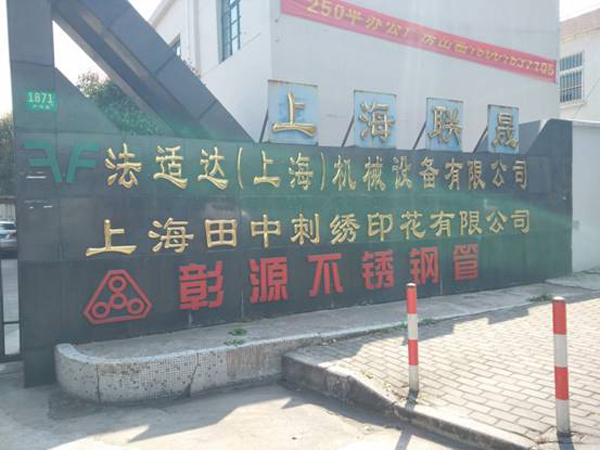 250平办公厂房出租
1871
上海联晟
法适达(上海)机械设备有限公司
上海田中刺绣印花有限公司
彰源不锈钢管